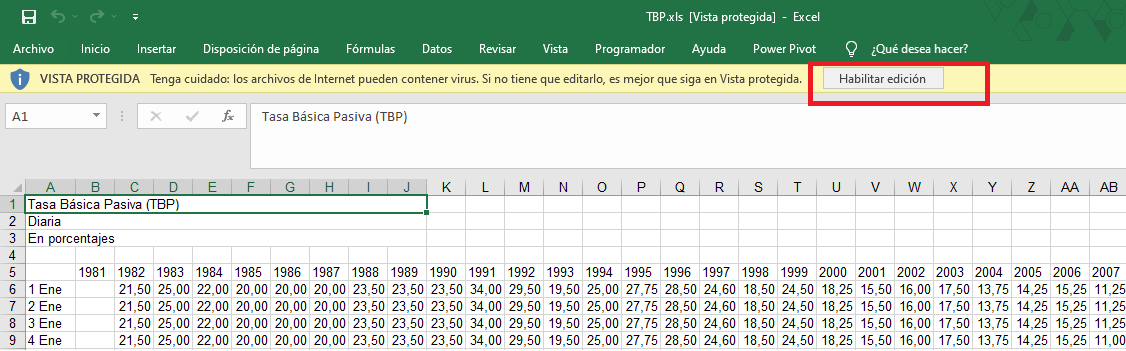 TBP.xls [Vista protegida] - Excel
Archivo Inicio Insertar Disposición de página Fórmulas Datos Revisar Vista Programador Ayuda Power Pivot ¿Qué desea hacer?
VISTA PROTEGIDA Tenga cuidado: los archivos de Internet pueden contener virus. Si no tiene que editarlo, es mejor que siga en Vista protegida. Habilitar edición
A1 fx Tasa Básica Pasiva (TBP)
A B C D E F G H I J K L M N O P Q R S T U V W X Y Z AA AB
1 Tasa Básica Pasiva (TBP)
2 Diaria
3 En porcentajes
4
5 1981 1982 1983 1984 1985 1986 1987 1988 1989 1990 1991 1992 1993 1994 1995 1996 1997 1998 1999 2000 2001 2002 2003 2004 2005 2006 2007
6 1 Ene 21,50 25,00 22,00 20,00 20,00 20,00 23,50 23,50 23,50 34,00 29,50 19,50 25,00 27,75 28,50 24,60 18,50 24,50 18,25 15,50 16,00 17,50 13,75 14,25 15,25 11,25
7 2 Ene 21,50 25,00 22,00 20,00 20,00 20,00 23,50 23,50 23,50 34,00 29,50 19,50 25,00 27,75 28,50 24,60 18,50 24,50 18,25 15,50 16,00 17,50 13,75 14,25 15,25 11,25
8 3 Ene 21,50 25,00 22,00 20,00 20,00 20,00 23,50 23,50 23,50 34,00 29,50 19,50 25,00 27,75 28,50 24,60 18,50 24,50 18,25 15,50 16,00 17,50 13,75 14,25 15,25 11,25
9 4 Ene 21,50 25,00 22,00 20,00 20,00 20,00 23,50 23,50 23,50 34,00 29,50 19,50 25,00 27,75 28,50 24,60 18,50 24,50 18,25 15,50 16,00 17,50 13,75 14,25 15,25 11,00